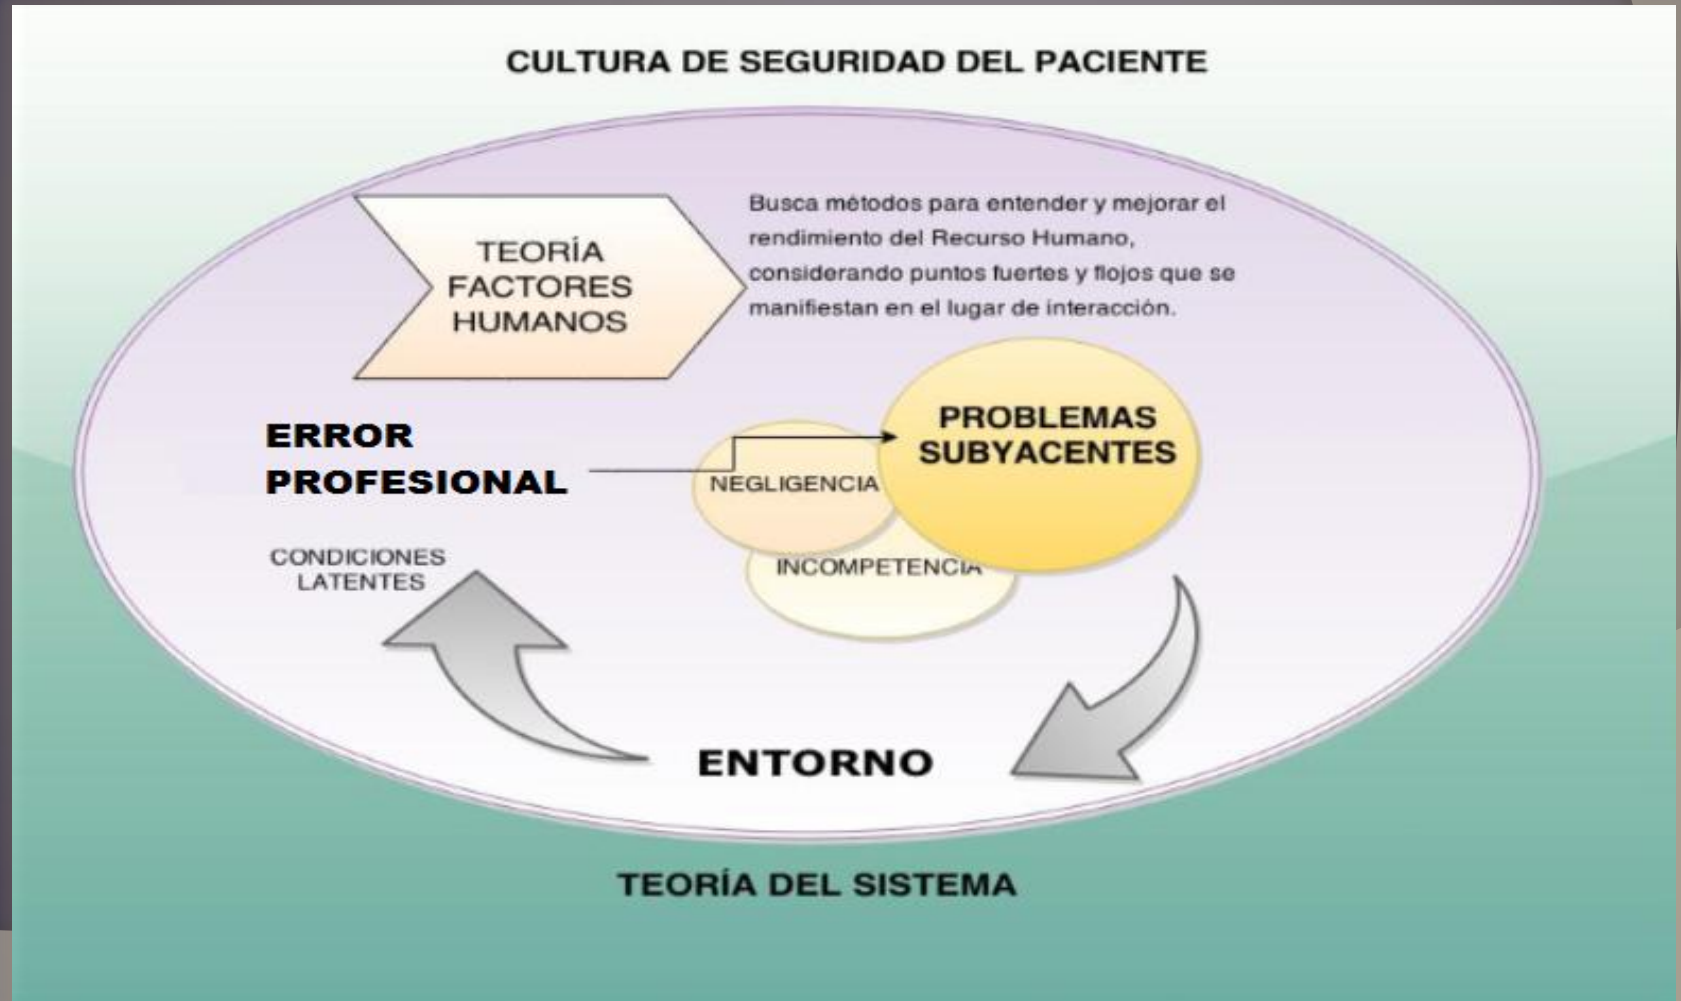 CULTURA DE SEGURIDAD DEL PACIENTE
TEORÍA
FACTORES
HUMANOS
Busca métodos para entender y mejorar el
rendimiento del Recurso Humano,
considerando puntos fuertes y flojos que se
manifiestan en el lugar de interacción.
ERROR
PROFESIONAL
PROBLEMAS
SUBYACENTES
NEGLIGENCIA
INCOMPETENCIA
CONDICIONES
LATENTES
ENTORNO
TEORÍA DEL SISTEMA